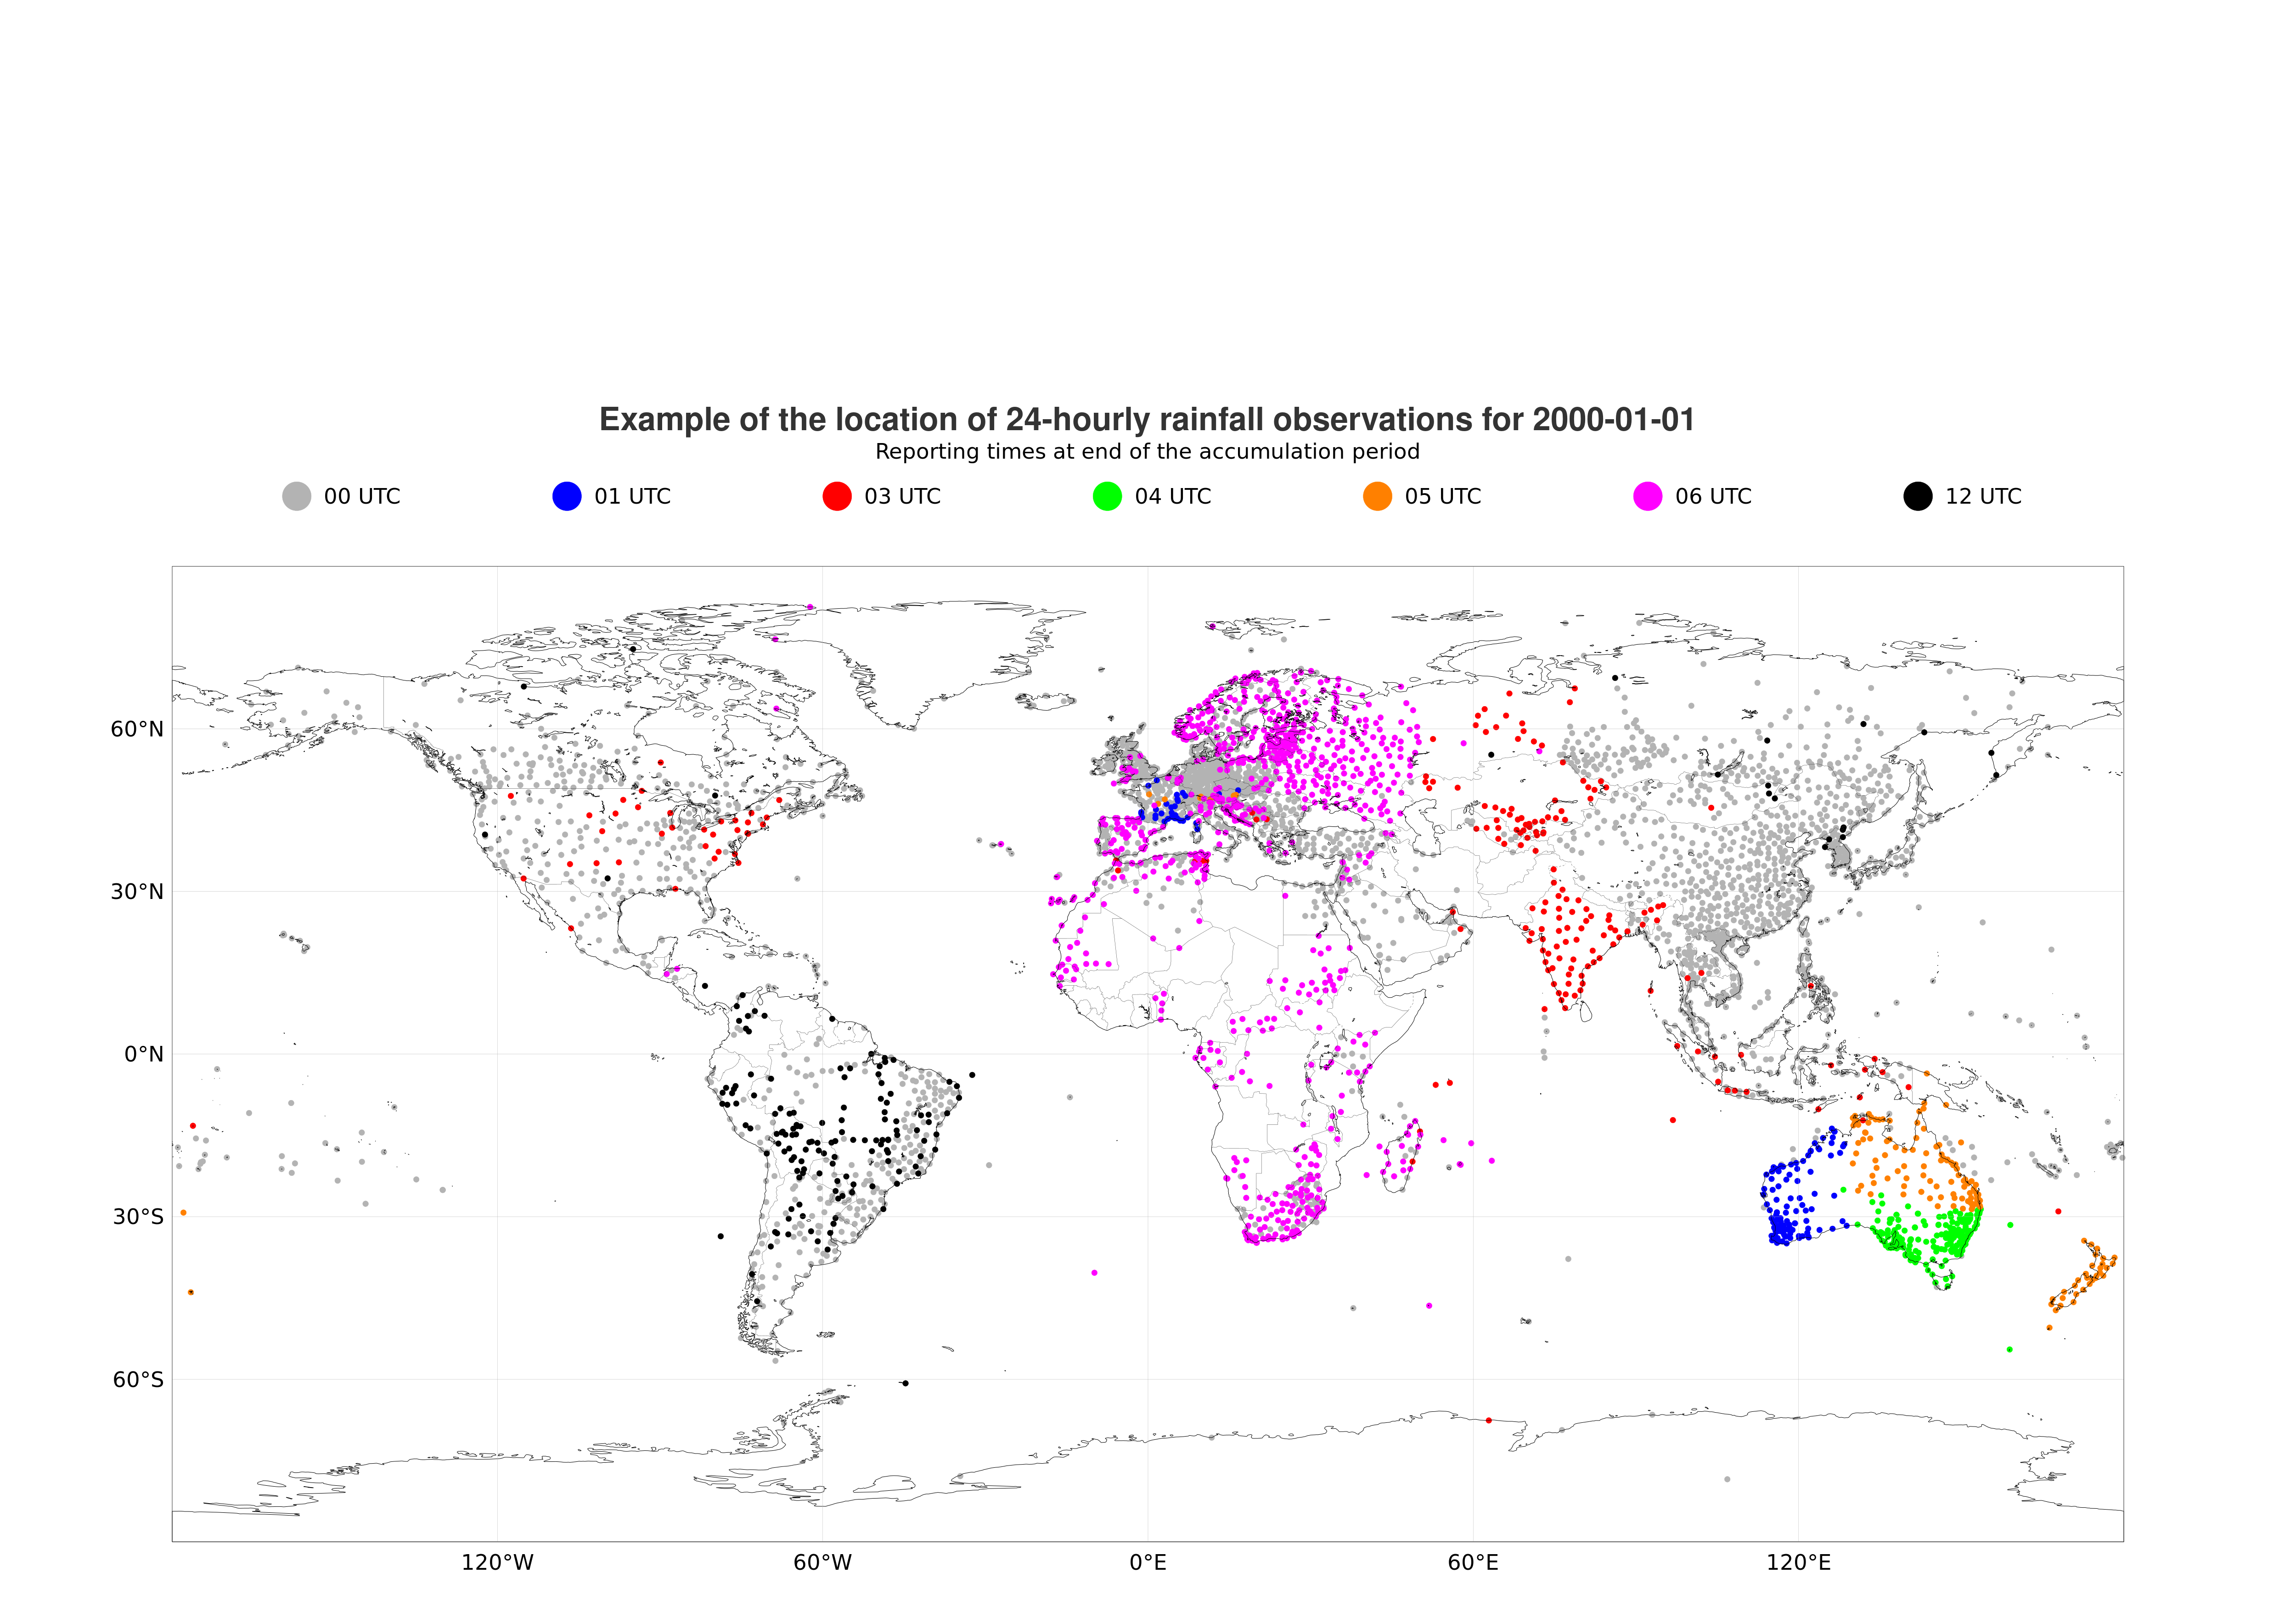 Example of the location of 24-hourly rainfall observations for 2000-01-01
Reporting times at end of the accumulation period
00 UTC 01 UTC 03 UTC 04 UTC 05 UTC 06 UTC 12 UTC
60°N
30°N
0°N
30°S
60°S
120°W 60°W 0°E 60°E 120°E